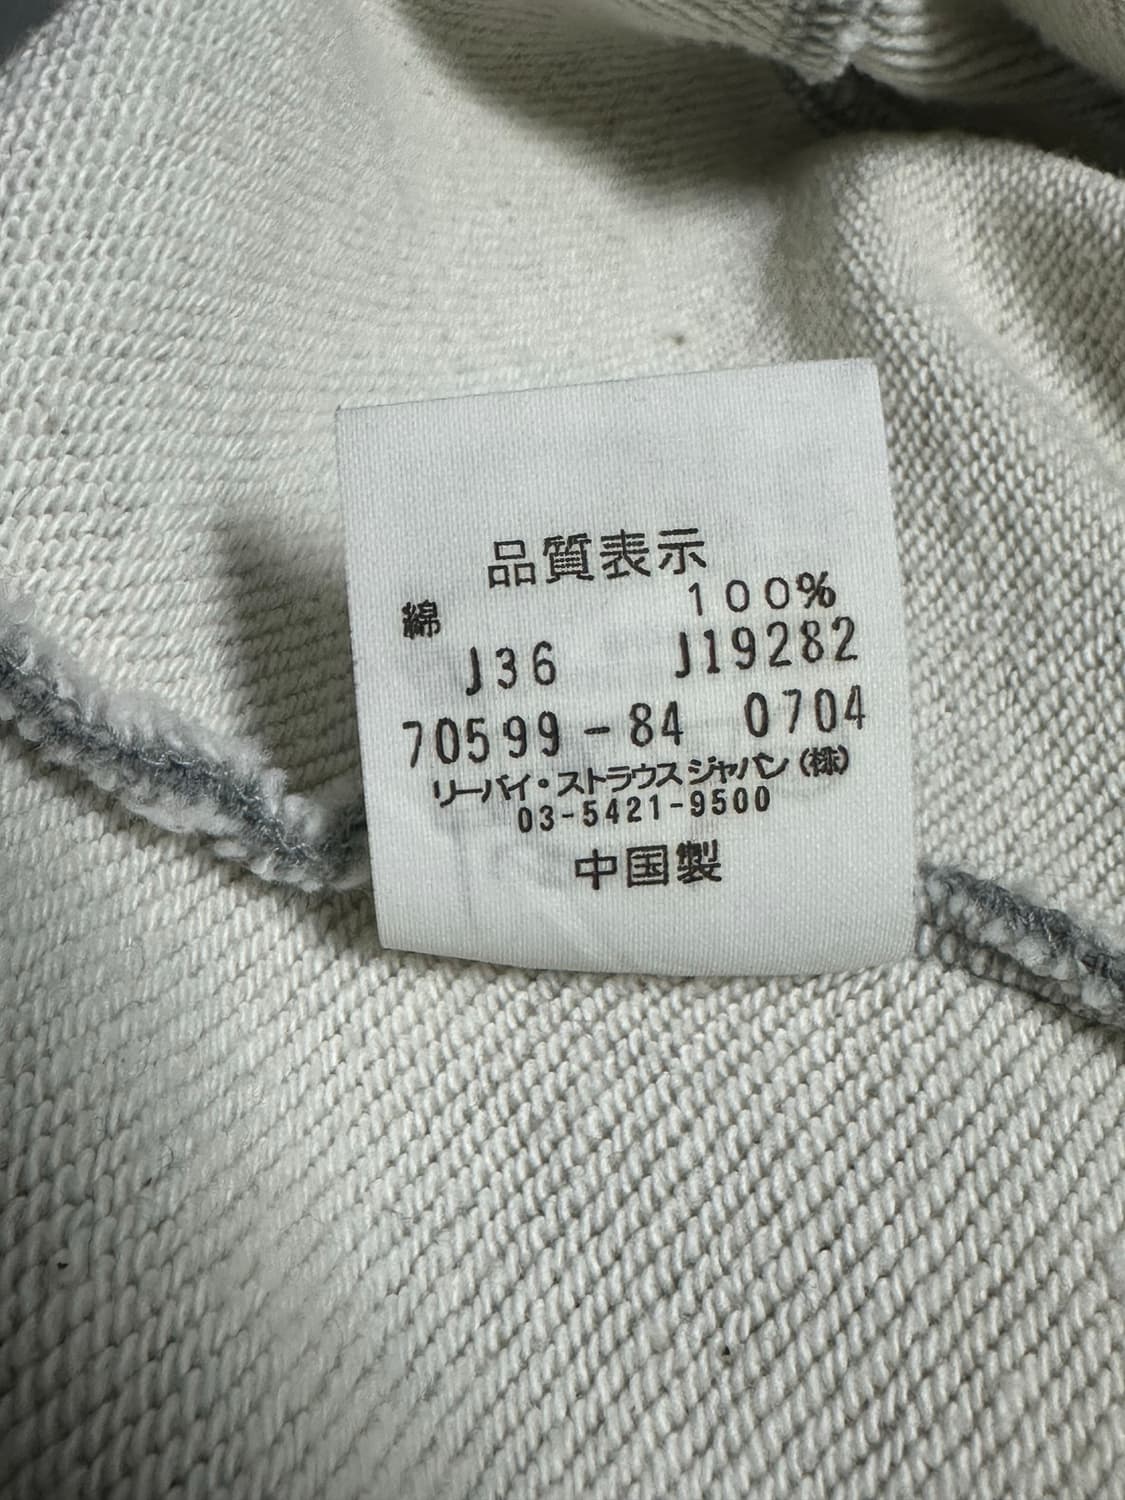 品質表示
綿 100%
J36 J19282
70599-84 0704
リーバイ・ストラウスジャパン(株)
03-5421-9500
中国製